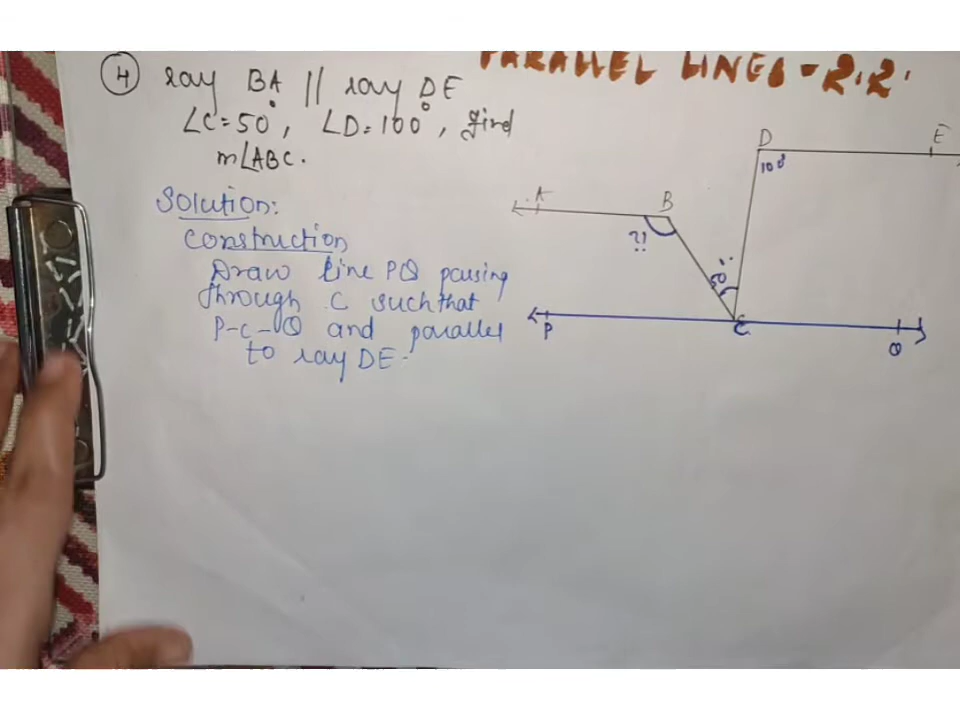 PARALLEL LINES - 2.2.
4 ray BA || ray DE
∠C=50°, ∠D=100°, find
m∠ABC.
Solution:
Construction
Draw line PQ passing
through C such that
P-C-Q and parallel
to ray DE.
D E
100°
A B
?!
50°
P C Q